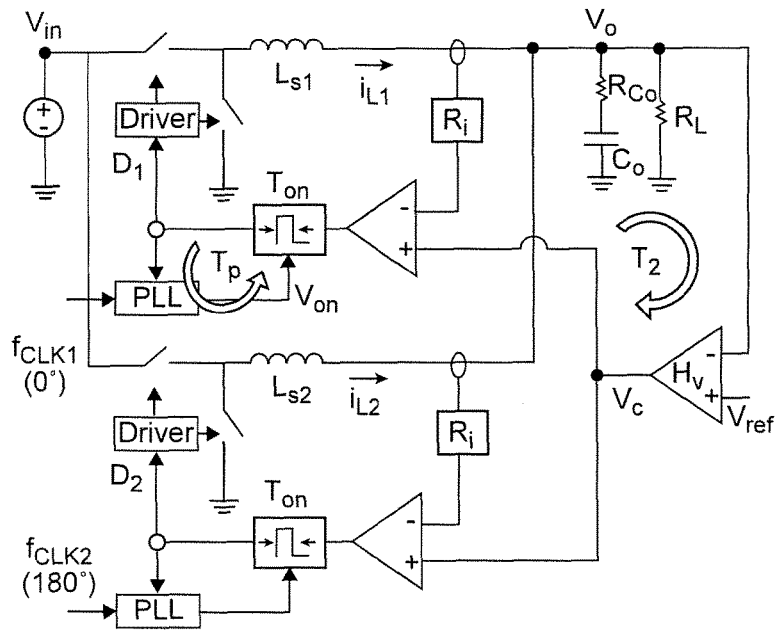 V_in
V_o
L_s1
i_L1
R_Co
R_L
C_o
Driver
R_i
D_1
T_on
-
+
T_p
T_2
PLL
V_on
f_CLK1
(0°)
L_s2
i_L2
V_c
H_v
-
+
V_ref
Driver
R_i
D_2
T_on
-
+
f_CLK2
(180°)
PLL
+
-